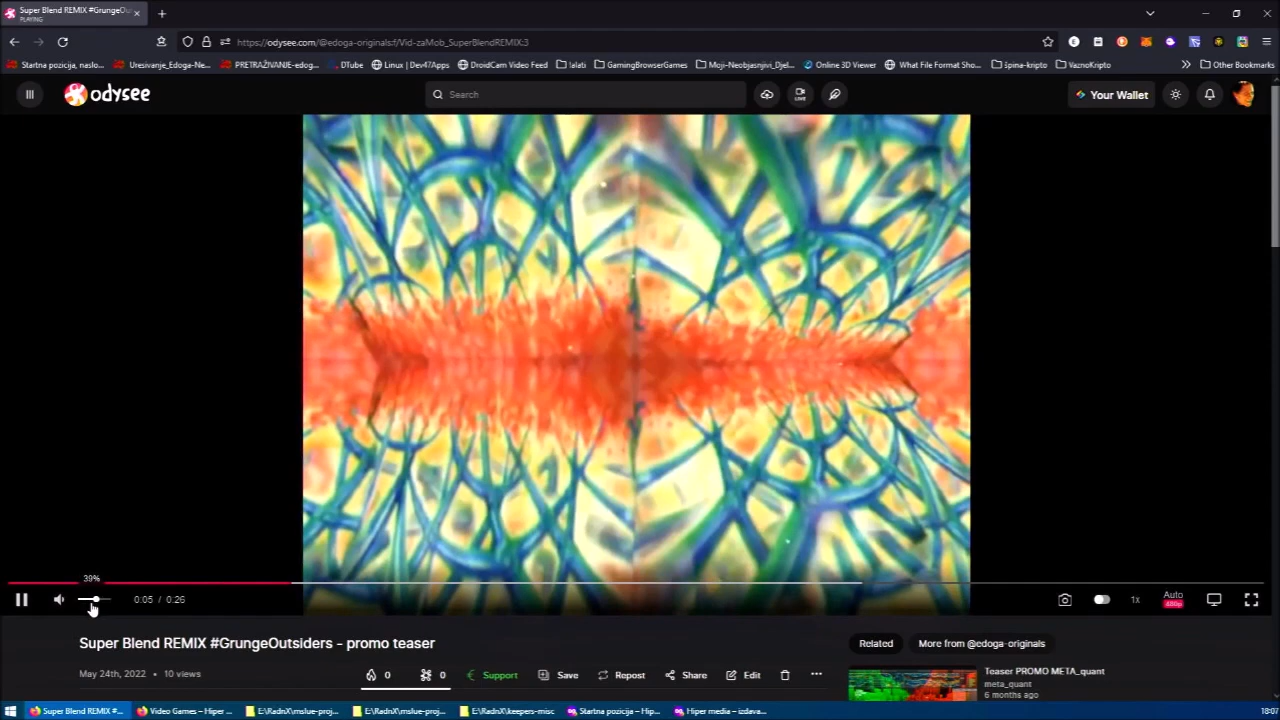 Super Blend REMIX #GrungeOut
PLAYING
https://odysee.com/@edoga-originals:f/Vid-zaMob_SuperBlendREMIX:3
Startna pozicija, naslo... Uresivanje_Edoga-Ne... PRETRAŽIVANJE-edog... DTube Linux | Dev47Apps DroidCam Video Feed !alati GamingBrowserGames Moji-Neobjasnjivi_Djel... Online 3D Viewer What File Format Sho... špina-kripto VaznoKripto Other Bookmarks
odysee Search LIVE Your Wallet
39%
0:05 / 0:26 1x Auto 480p
Super Blend REMIX #GrungeOutsiders - promo teaser
Related More from @edoga-originals
May 24th, 2022 • 10 views 0 0 Support Save Repost Share Edit
Teaser PROMO META_quant
meta_quant
6 months ago
Super Blend REMIX #... Video Games – Hiper ... E:\RadnX\mslue-proj... E:\RadnX\mslue-proj... E:\RadnX\keepers-misc Startna pozicija – Hip... Hiper media – izdava... 18:07